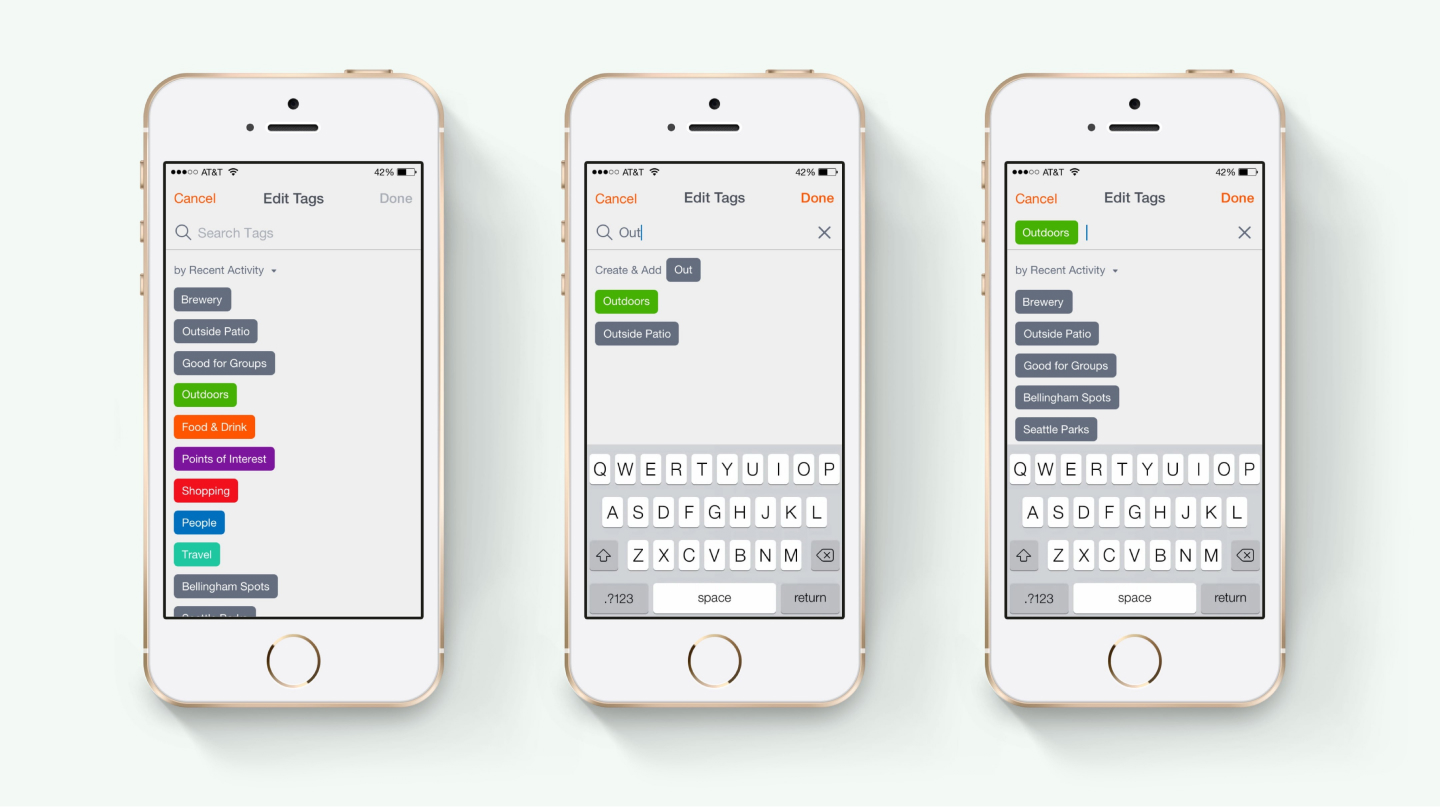 AT&T 42%
Cancel Edit Tags Done
Search Tags
by Recent Activity
Brewery
Outside Patio
Good for Groups
Outdoors
Food & Drink
Points of Interest
Shopping
People
Travel
Bellingham Spots
AT&T 42%
Cancel Edit Tags Done
Out
Create & Add Out
Outdoors
Outside Patio
Q W E R T Y U I O P
A S D F G H J K L
Z X C V B N M
.?123 space return
AT&T 42%
Cancel Edit Tags Done
Outdoors
by Recent Activity
Brewery
Outside Patio
Good for Groups
Bellingham Spots
Seattle Parks
Q W E R T Y U I O P
A S D F G H J K L
Z X C V B N M
.?123 space return